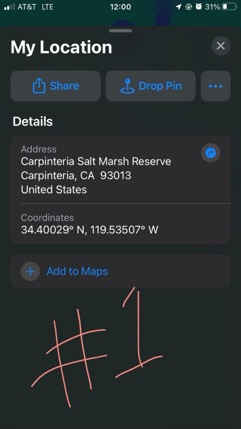 AT&T LTE 12:00 31%
My Location
Share Drop Pin
Details
Address
Carpinteria Salt Marsh Reserve
Carpinteria, CA 93013
United States
Coordinates
34.40029° N, 119.53507° W
Add to Maps
#1